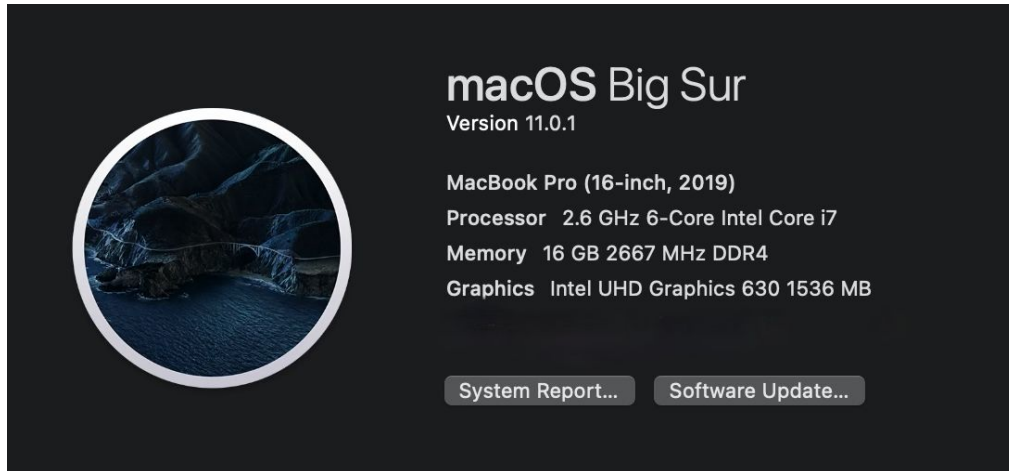 macOS Big Sur
Version 11.0.1
MacBook Pro (16-inch, 2019)
Processor 2.6 GHz 6-Core Intel Core i7
Memory 16 GB 2667 MHz DDR4
Graphics Intel UHD Graphics 630 1536 MB
System Report... Software Update...